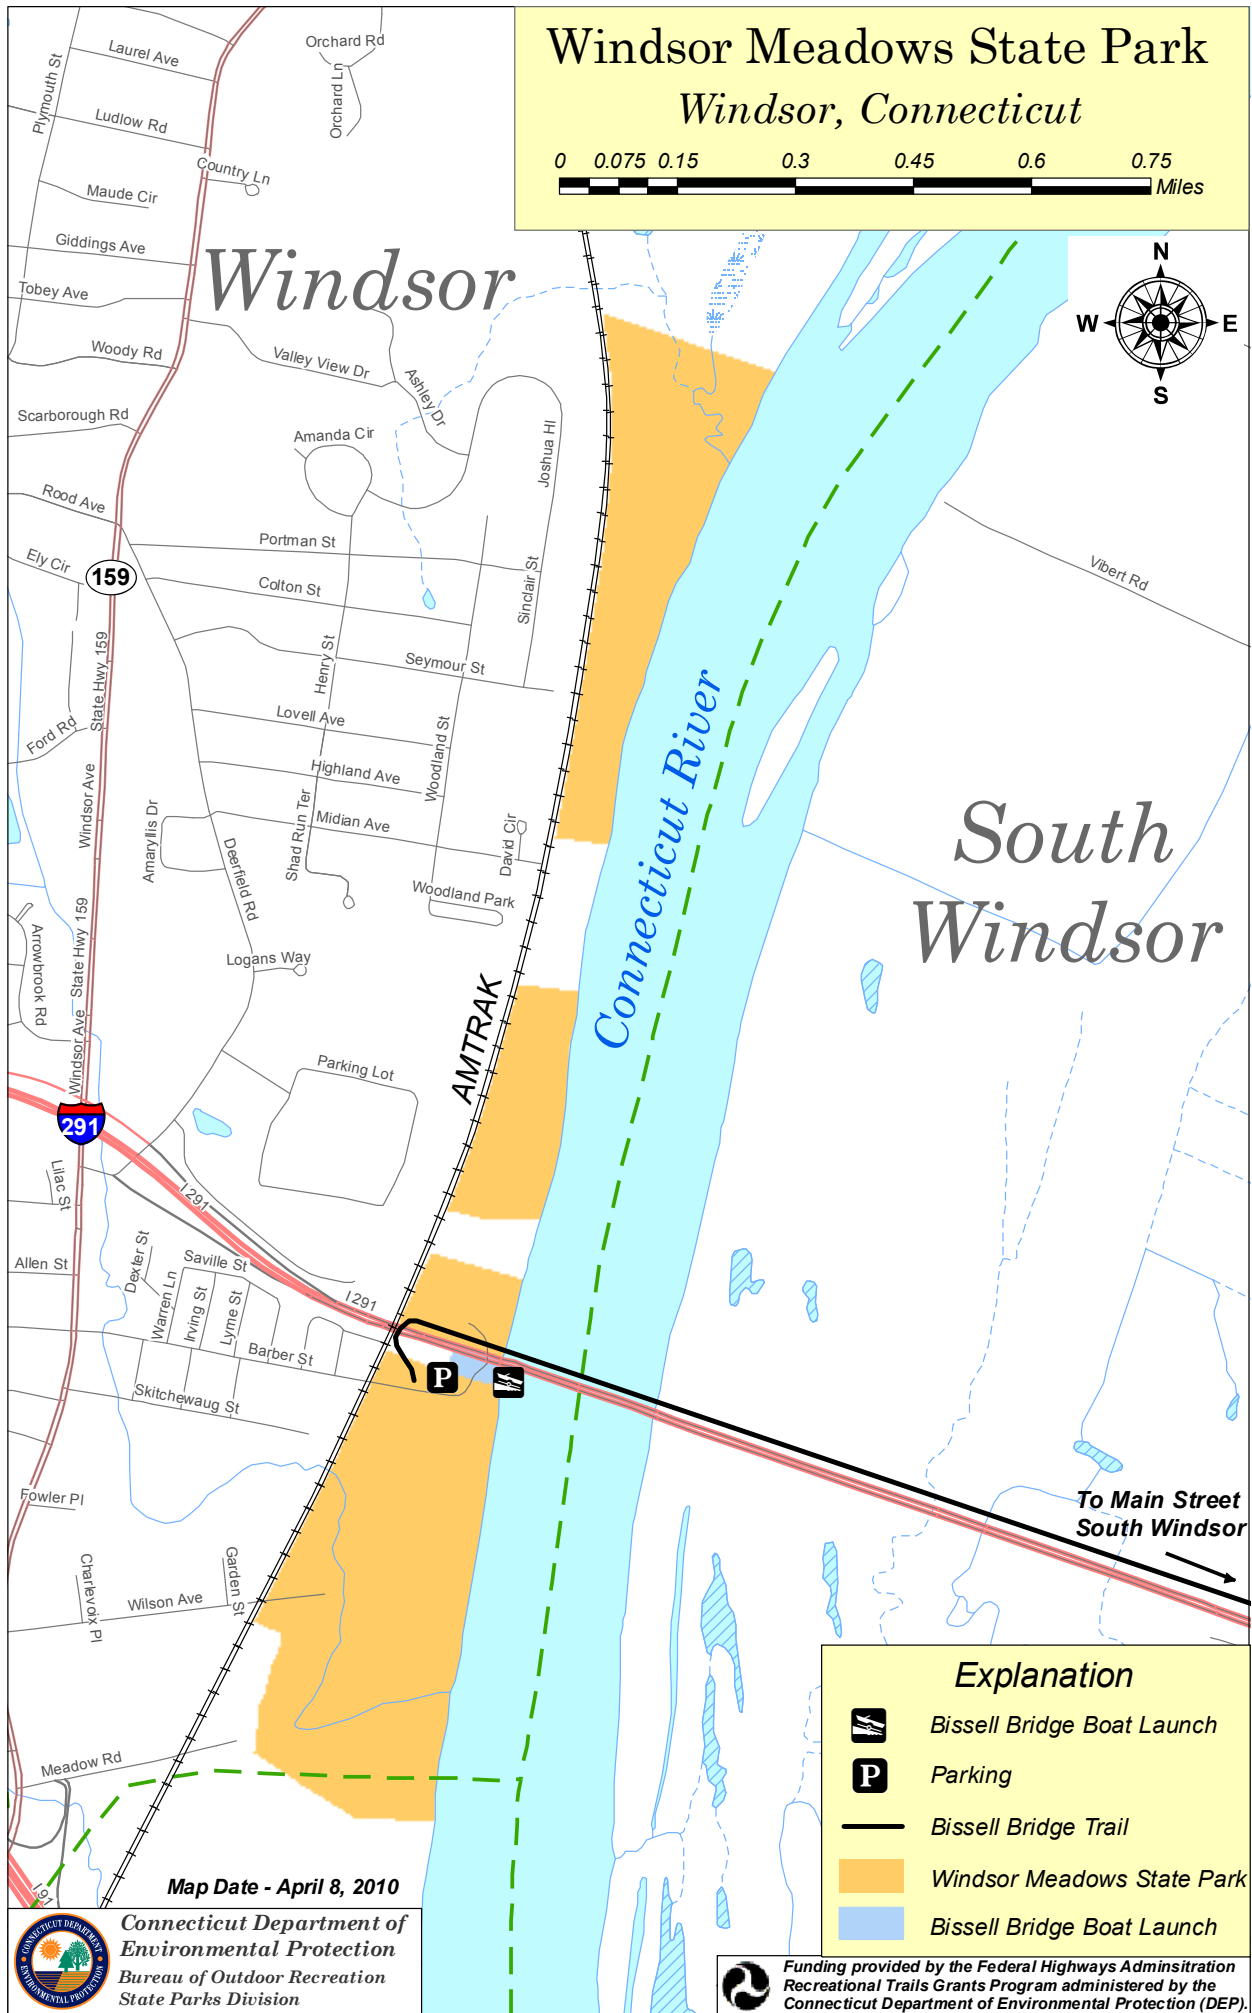 Windsor Meadows State Park
Windsor, Connecticut
0 0.075 0.15 0.3 0.45 0.6 0.75
Miles
N
W E
S
Orchard Rd
Laurel Ave
Plymouth St
Orchard Ln
Ludlow Rd
Country Ln
Maude Cir
Giddings Ave
Windsor
Tobey Ave
Woody Rd
Valley View Dr
Ashley Dr
Scarborough Rd
Amanda Cir
Joshua Hl
Rood Ave
Portman St
Ely Cir
159
Colton St
Sinclair St
Vibert Rd
State Hwy 159
Henry St
Seymour St
Ford Rd
Lovell Ave
Connecticut River
Highland Ave
Woodland St
Windsor Ave
Shad Run Ter
Midian Ave
Amaryllis Dr
David Cir
South
Windsor
Deerfield Rd
Woodland Park
State Hwy 159
Arrowbrook Rd
Logans Way
AMTRAK
Windsor Ave
Parking Lot
291
Lilac St
I 291
Allen St
Dexter St
Saville St
Warren Ln
Irving St
Lyme St
I 291
Barber St
P
Skitchewaug St
Fowler Pl
To Main Street
South Windsor
Charlevoix Pl
Garden St
Wilson Ave
Meadow Rd
I 91
Explanation
Bissell Bridge Boat Launch
P Parking
Bissell Bridge Trail
Windsor Meadows State Park
Bissell Bridge Boat Launch
Map Date - April 8, 2010
CONNECTICUT DEPARTMENT
ENVIRONMENTAL PROTECTION
Connecticut Department of
Environmental Protection
Bureau of Outdoor Recreation
State Parks Division
Funding provided by the Federal Highways Adminsitration
Recreational Trails Grants Program administered by the
Connecticut Department of Environmental Protection (DEP).